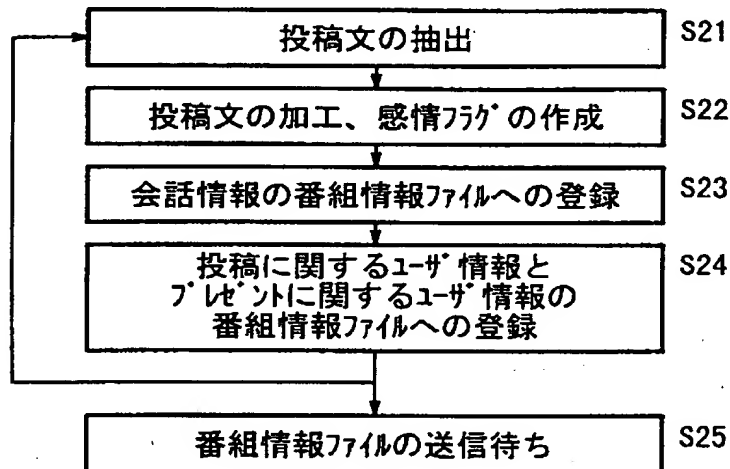 投稿文の抽出 S21
投稿文の加工、感情ﾌﾗｸﾞの作成 S22
会話情報の番組情報ﾌｧｲﾙへの登録 S23
投稿に関するﾕｰｻﾞ情報と S24
ﾌﾟﾚｾﾞﾝﾄに関するﾕｰｻﾞ情報の
番組情報ﾌｧｲﾙへの登録
番組情報ﾌｧｲﾙの送信待ち S25